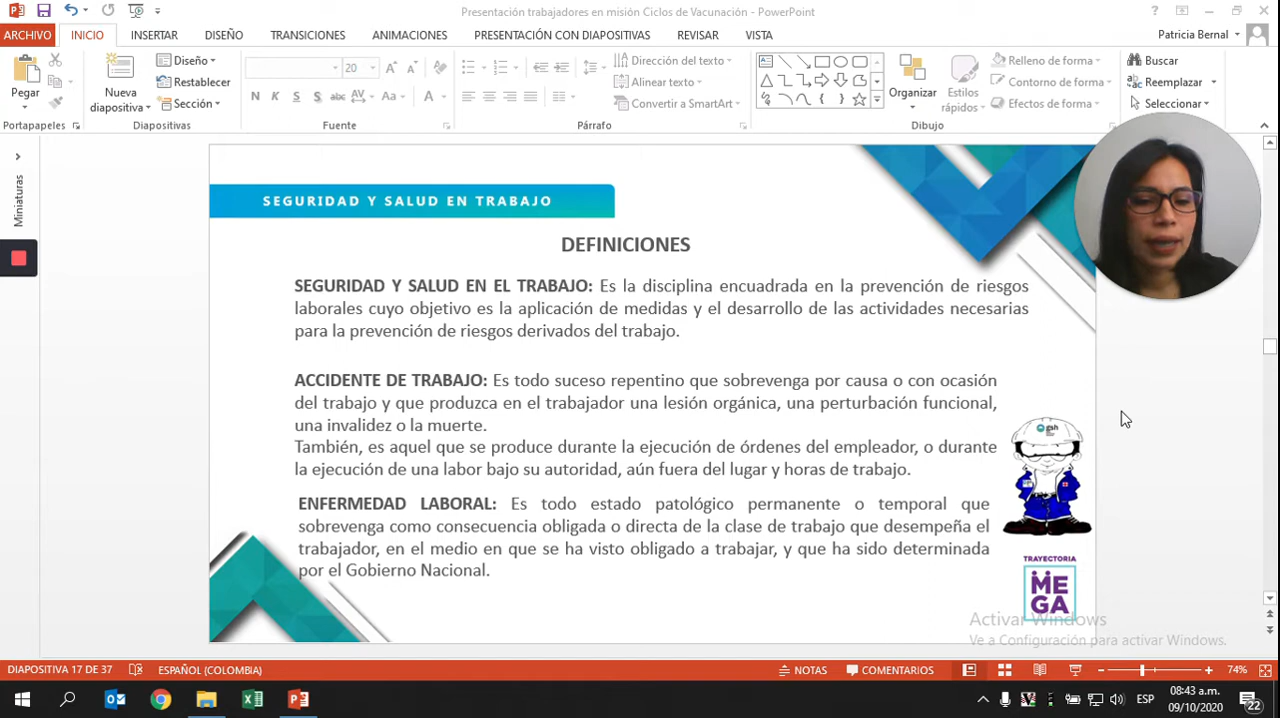 Presentación trabajadores en misión Ciclos de Vacunación - PowerPoint
ARCHIVO INICIO INSERTAR DISEÑO TRANSICIONES ANIMACIONES PRESENTACIÓN CON DIAPOSITIVAS REVISAR VISTA Patricia Bernal
Pegar
Nueva diapositiva
Diseño
Restablecer
Sección
20
N K S S abc AV Aa A
Dirección del texto
Alinear texto
Convertir a SmartArt
Organizar
Estilos rápidos
Relleno de forma
Contorno de forma
Efectos de forma
Buscar
Reemplazar
Seleccionar
Portapapeles Diapositivas Fuente Párrafo Dibujo
Miniaturas
SEGURIDAD Y SALUD EN TRABAJO
DEFINICIONES
SEGURIDAD Y SALUD EN EL TRABAJO: Es la disciplina encuadrada en la prevención de riesgos
laborales cuyo objetivo es la aplicación de medidas y el desarrollo de las actividades necesarias
para la prevención de riesgos derivados del trabajo.
ACCIDENTE DE TRABAJO: Es todo suceso repentino que sobrevenga por causa o con ocasión
del trabajo y que produzca en el trabajador una lesión orgánica, una perturbación funcional,
una invalidez o la muerte.
También, es aquel que se produce durante la ejecución de órdenes del empleador, o durante
la ejecución de una labor bajo su autoridad, aún fuera del lugar y horas de trabajo.
ENFERMEDAD LABORAL: Es todo estado patológico permanente o temporal que
sobrevenga como consecuencia obligada o directa de la clase de trabajo que desempeña el
trabajador, en el medio en que se ha visto obligado a trabajar, y que ha sido determinada
por el Gobierno Nacional.
gsh
TRAYECTORIA
ME
GA
Activar Windows
Ve a Configuración para activar Windows.
DIAPOSITIVA 17 DE 37 ESPAÑOL (COLOMBIA) NOTAS COMENTARIOS 74%
ESP 08:43 a.m.
09/10/2020 22